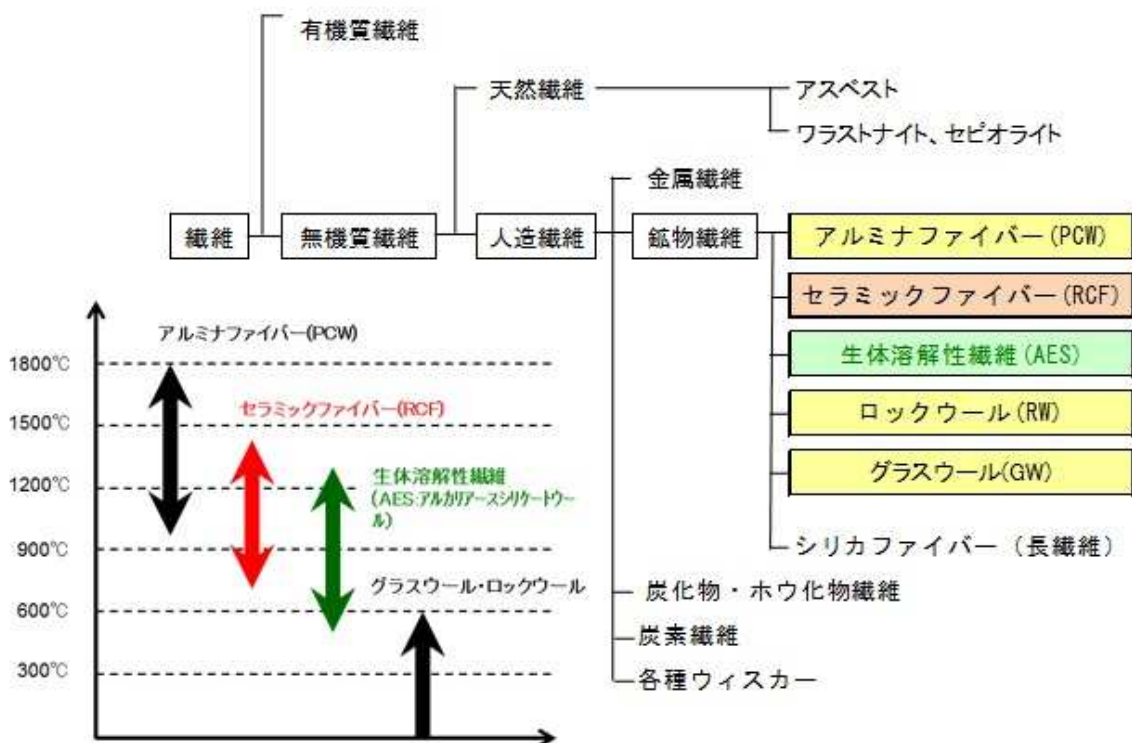 有機質繊維
天然繊維
アスベスト
ワラストナイト、セピオライト
金属繊維
繊維
無機質繊維
人造繊維
鉱物繊維
アルミナファイバー(PCW)
セラミックファイバー(RCF)
生体溶解性繊維(AES)
ロックウール(RW)
グラスウール(GW)
シリカファイバー（長繊維）
炭化物・ホウ化物繊維
炭素繊維
各種ウィスカー
アルミナファイバー(PCW)
1800℃
セラミックファイバー(RCF)
1500℃
生体溶解性繊維
(AES:アルカリアースシリケートウー
ル)
1200℃
900℃
グラスウール・ロックウール
600℃
300℃